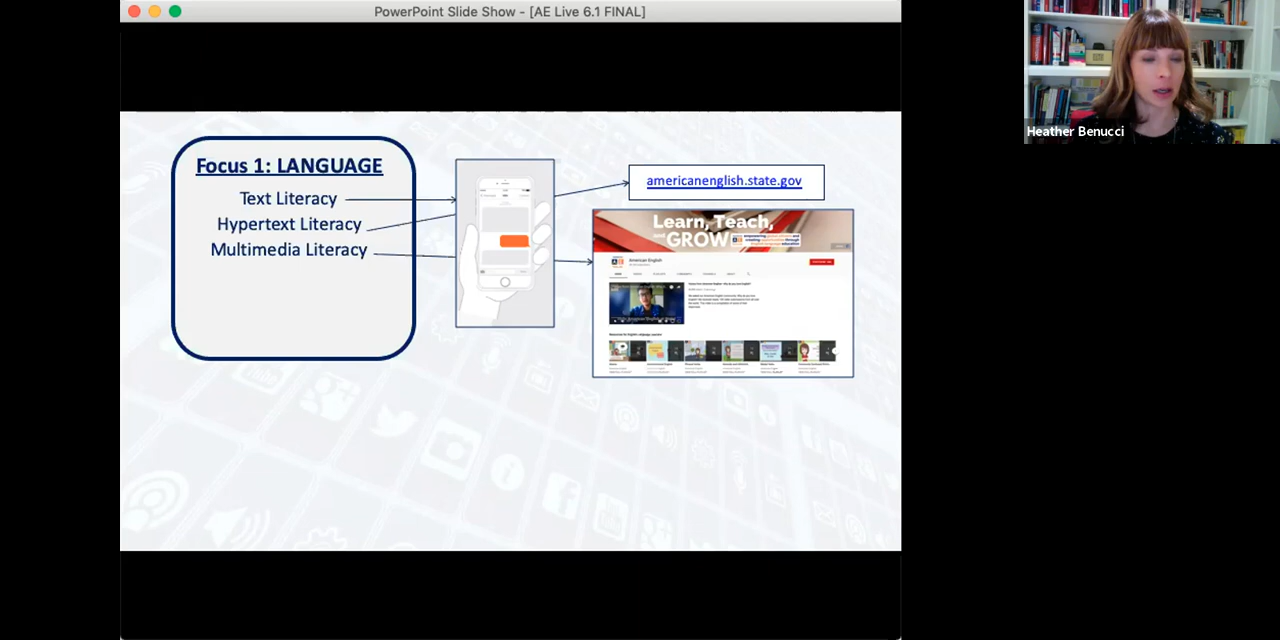 PowerPoint Slide Show - [AE Live 6.1 FINAL]
Heather Benucci
Focus 1: LANGUAGE
Text Literacy
Hypertext Literacy
Multimedia Literacy
americanenglish.state.gov
Learn, Teach,
and GROW
American English